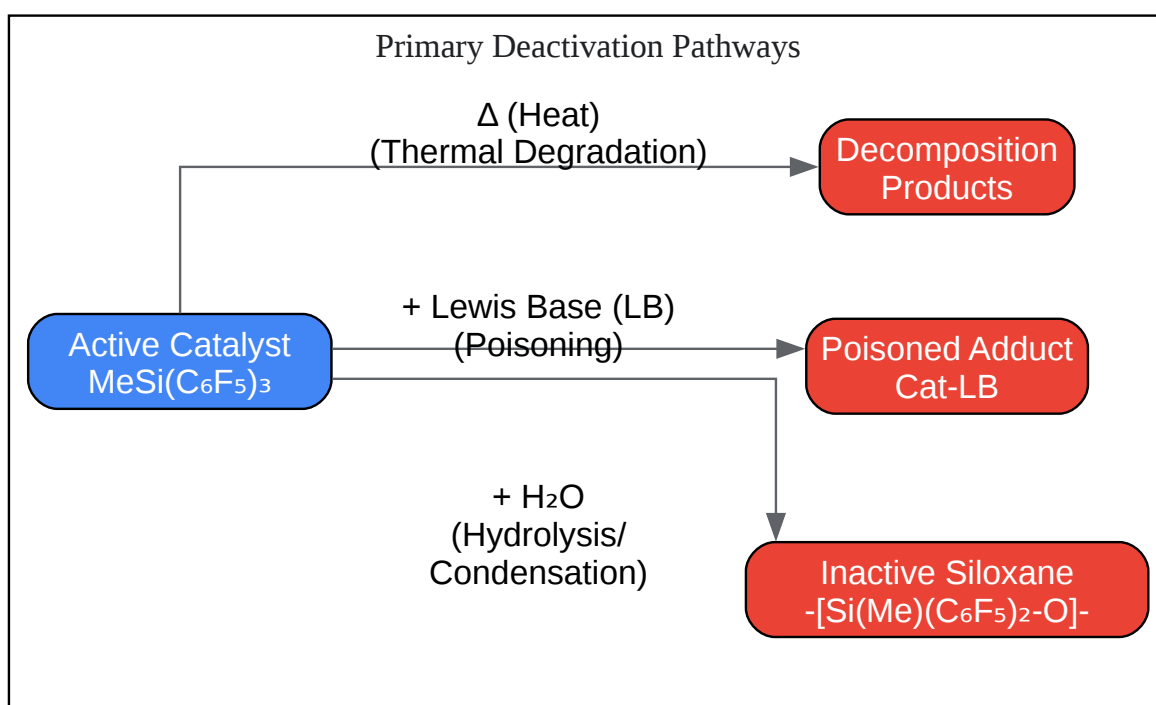 Primary Deactivation Pathways
Δ (Heat)
(Thermal Degradation)
Decomposition
Products
+ Lewis Base (LB)
(Poisoning)
Active Catalyst
MeSi(C₆F₅)₃
Poisoned Adduct
Cat-LB
+ H₂O
(Hydrolysis/
Condensation)
Inactive Siloxane
-[Si(Me)(C₆F₅)₂-O]-